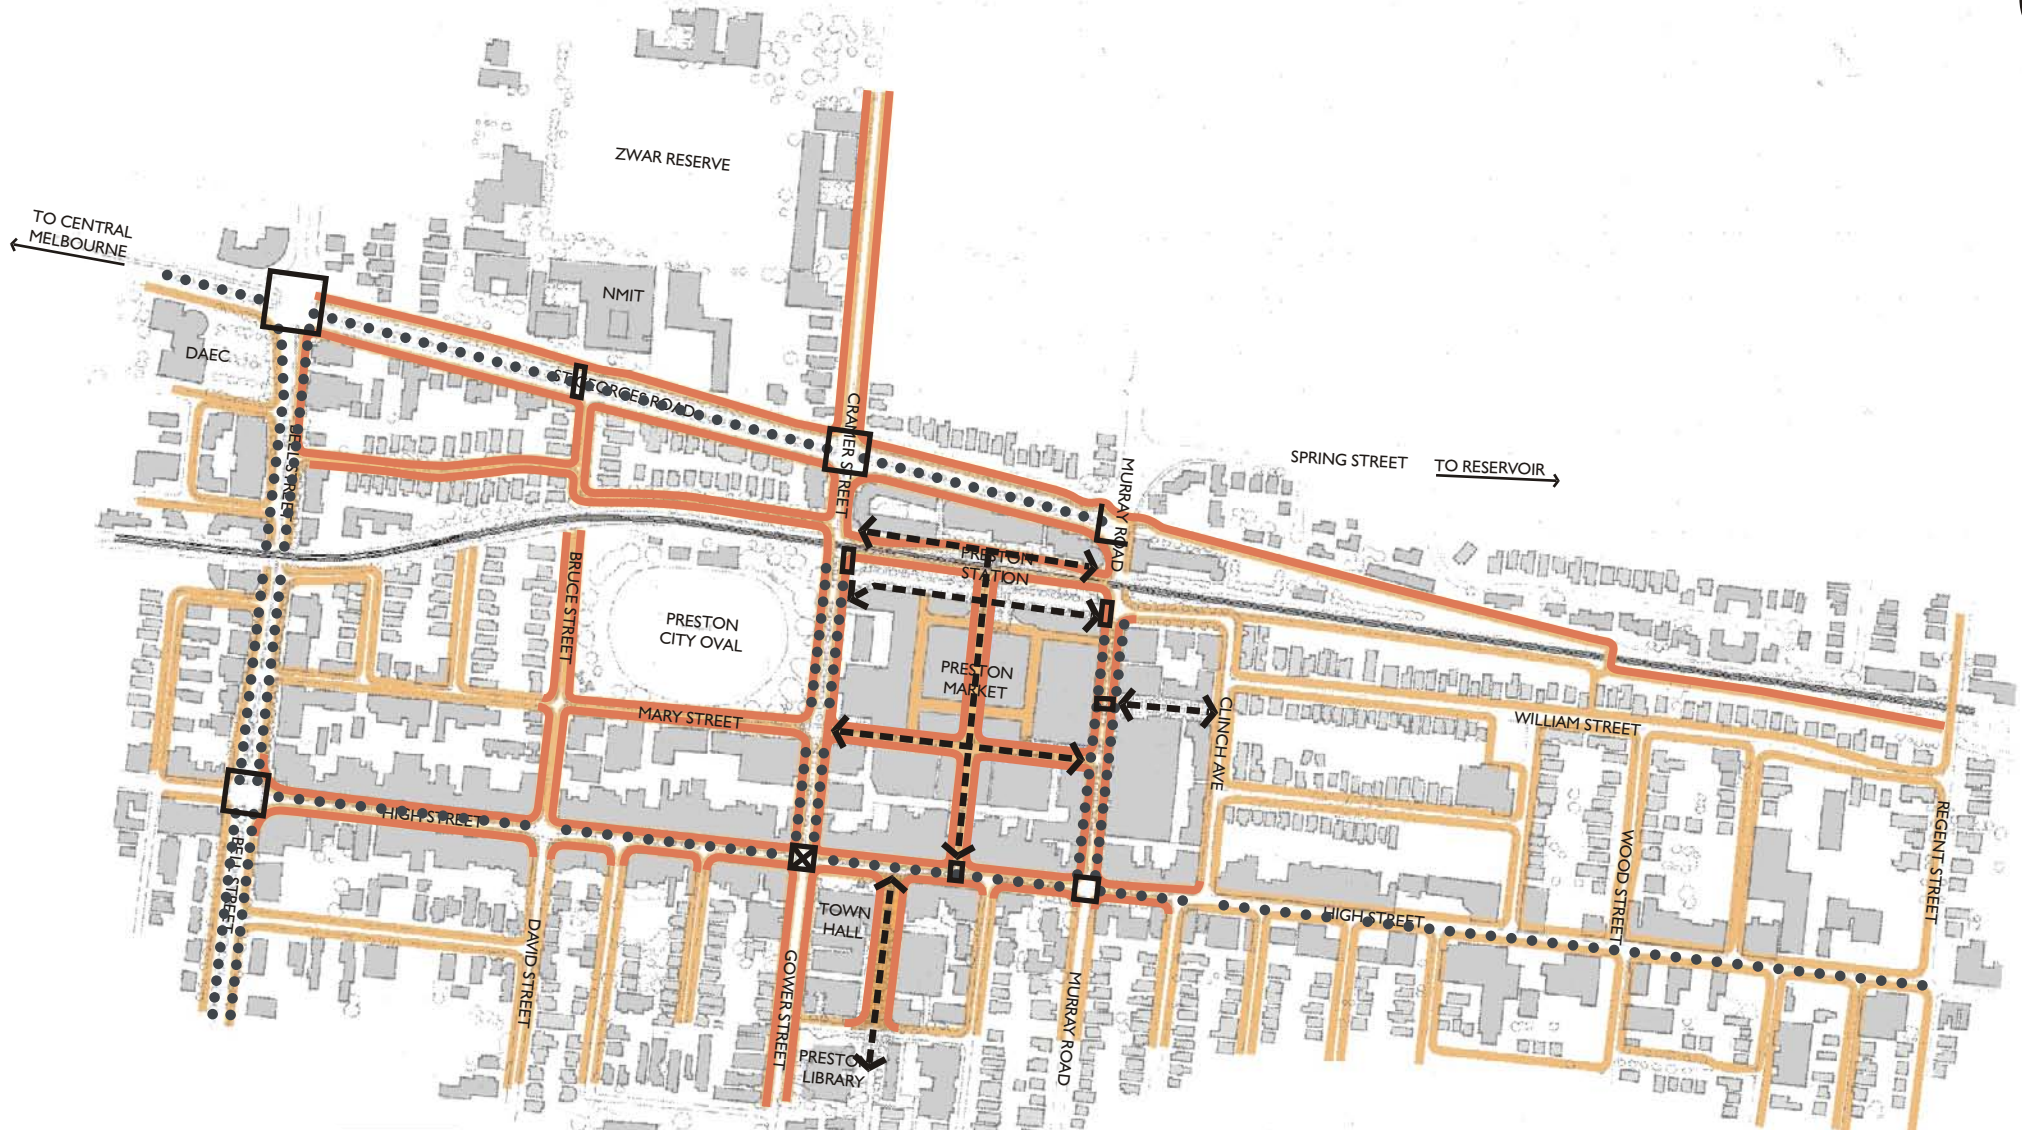 ZWAR RESERVE
TO CENTRAL
MELBOURNE
NMIT
DAEC
ST GEORGES ROAD
CRAMER STREET
BELL STREET
MURRAY ROAD
SPRING STREET
TO RESERVOIR
PRESTON
STATION
BRUCE STREET
PRESTON
CITY OVAL
PRESTON
MARKET
MARY STREET
CLINCH AVE
WILLIAM STREET
HIGH STREET
BELL STREET
WOOD STREET
REGENT STREET
HIGH STREET
TOWN
HALL
DAVID STREET
GOWER STREET
MURRAY ROAD
PRESTON
LIBRARY